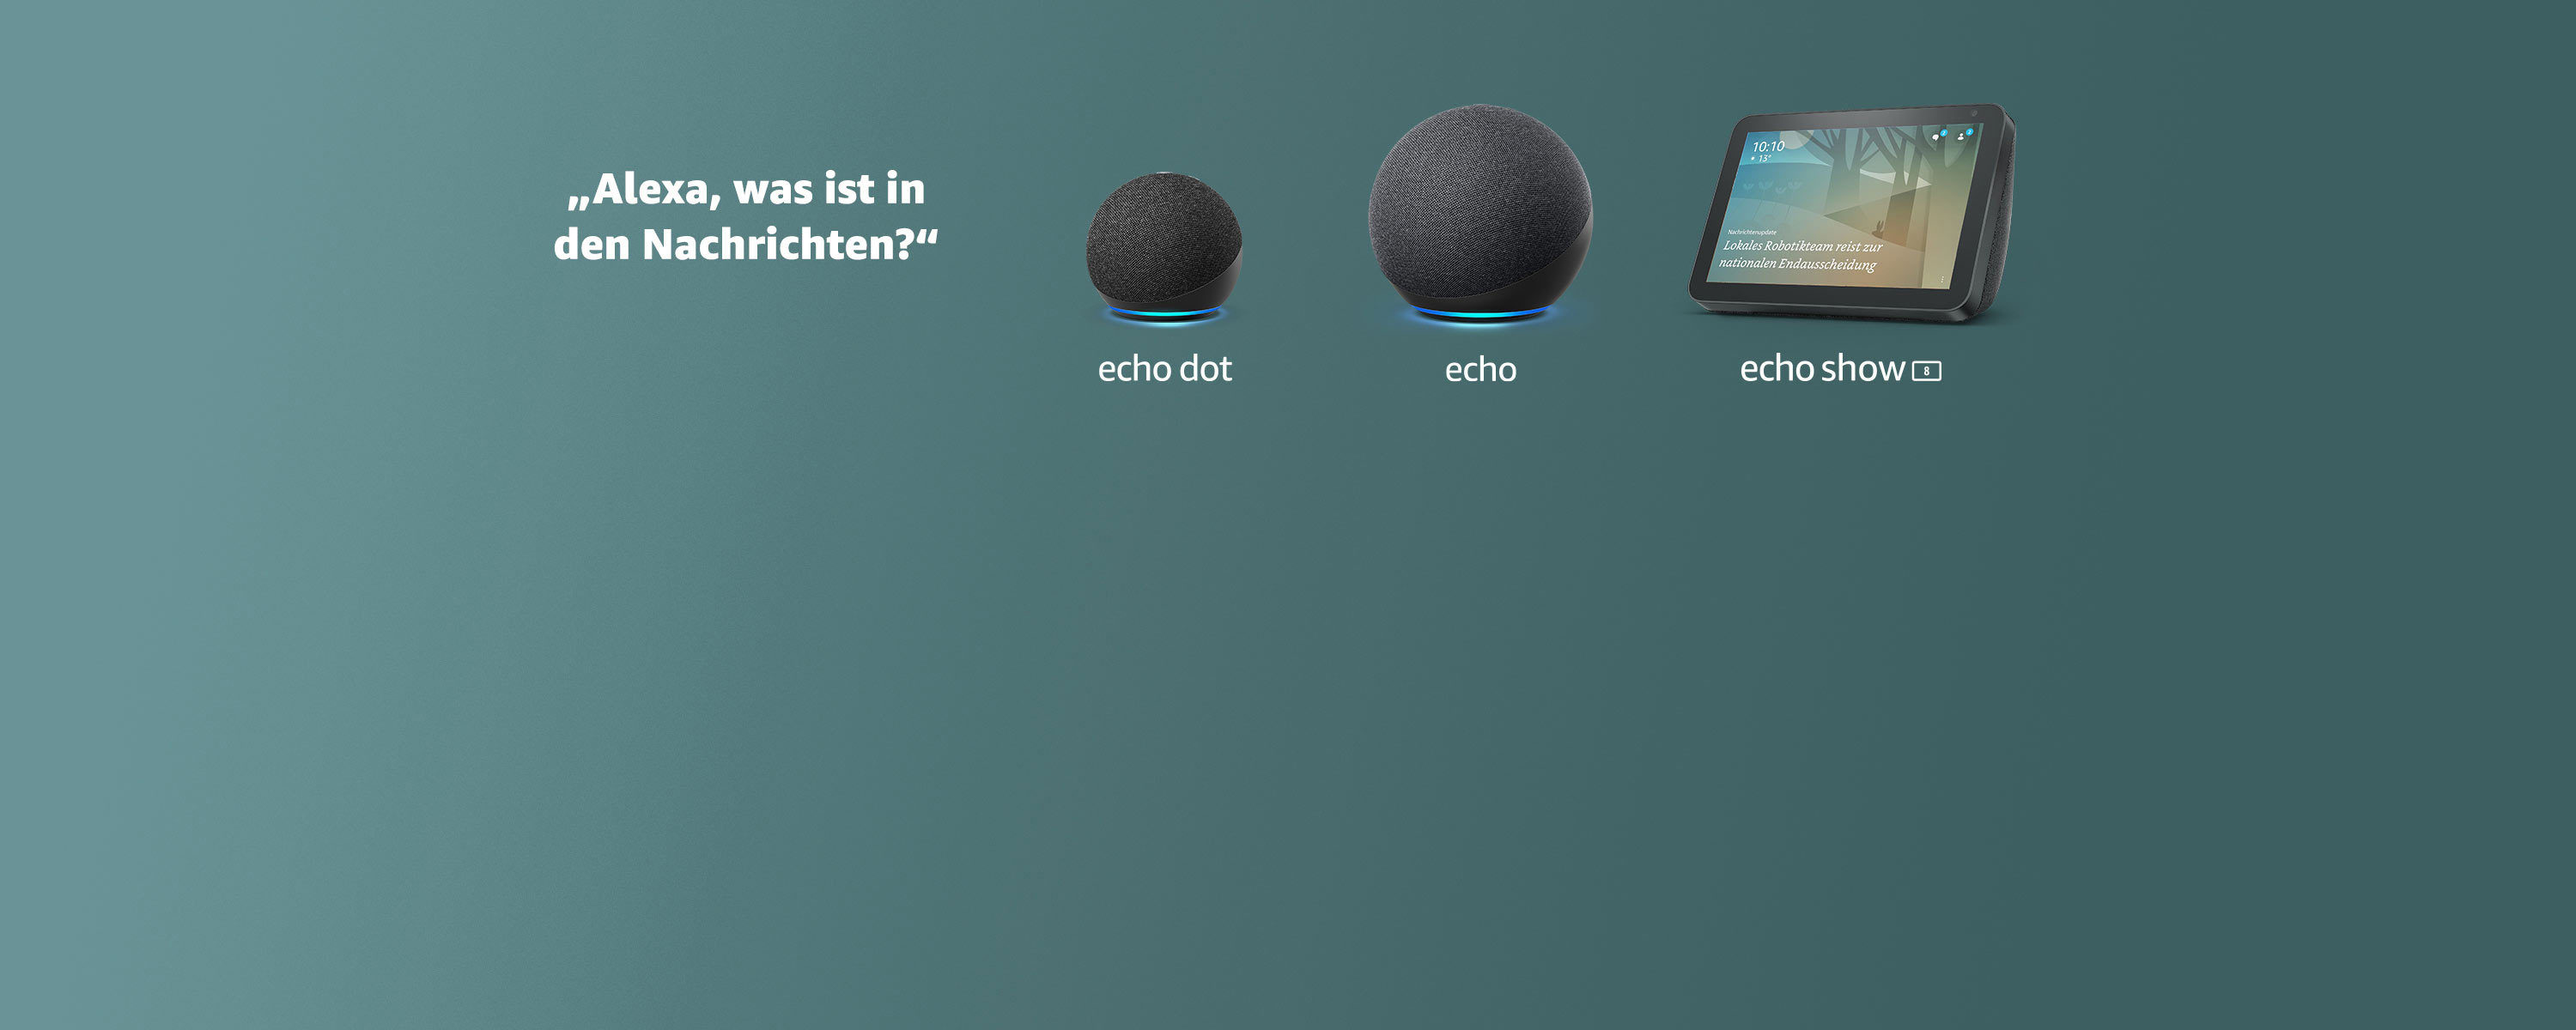 „Alexa, was ist in
den Nachrichten?“
echo dot
echo
10:10
13°
Nachrichtenupdate
Lokales Robotikteam reist zur
nationalen Endausscheidung
echo show 8